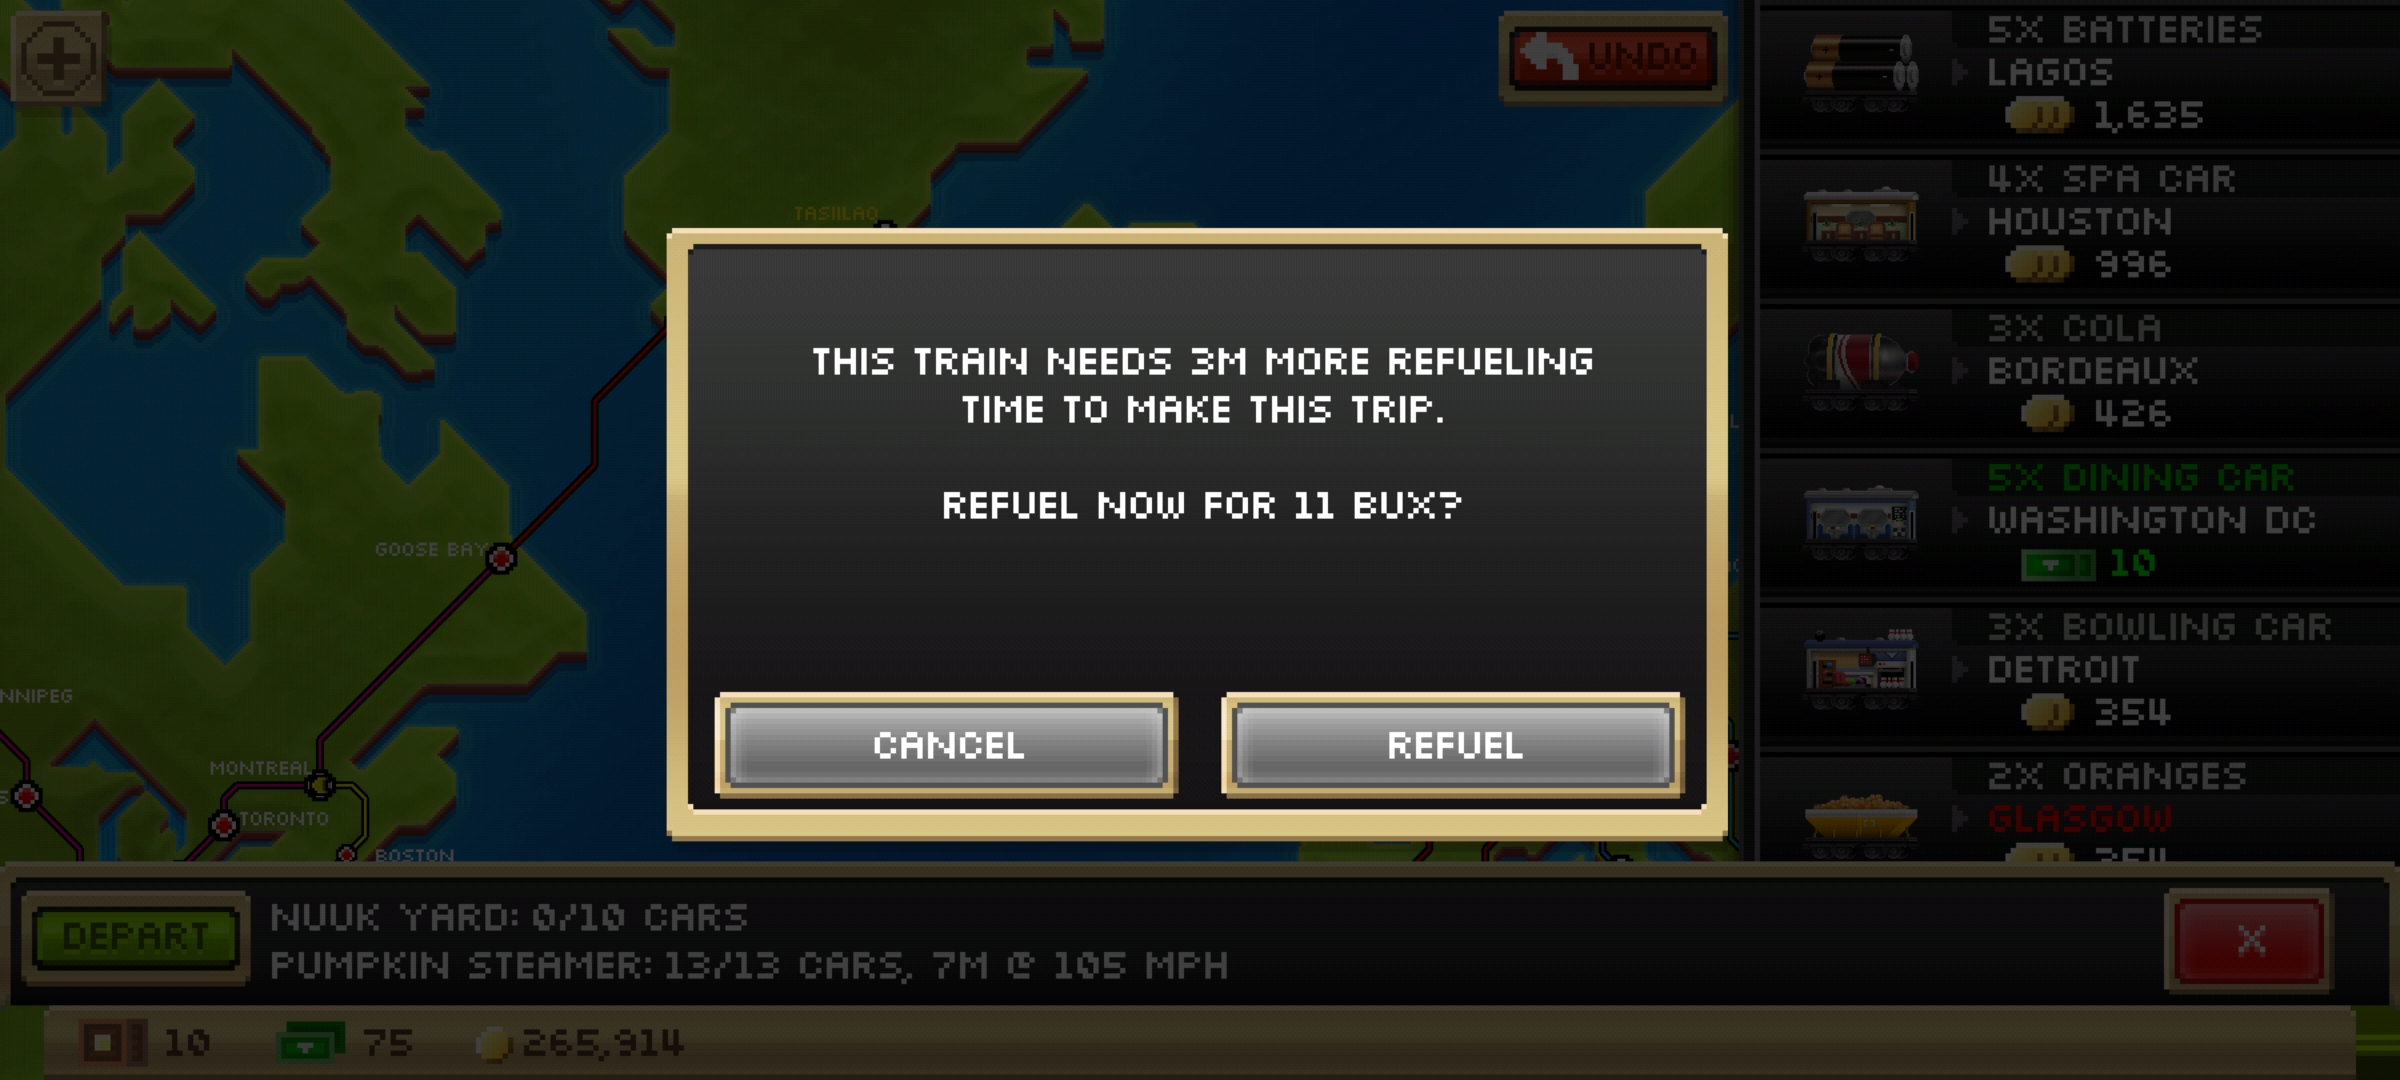 UNDO
5X BATTERIES
LAGOS
1,635
4X SPA CAR
HOUSTON
996
3X COLA
BORDEAUX
426
5X DINING CAR
WASHINGTON DC
10
3X BOWLING CAR
DETROIT
354
2X ORANGES
GLASGOW
354
TASIILAQ
THIS TRAIN NEEDS 3M MORE REFUELING
TIME TO MAKE THIS TRIP.
REFUEL NOW FOR 11 BUX?
CANCEL
REFUEL
GOOSE BAY
NNIPEG
MONTREAL
TORONTO
BOSTON
DEPART
NUUK YARD: 0/10 CARS
PUMPKIN STEAMER: 13/13 CARS, 7M @ 105 MPH
X
10
75
265,914